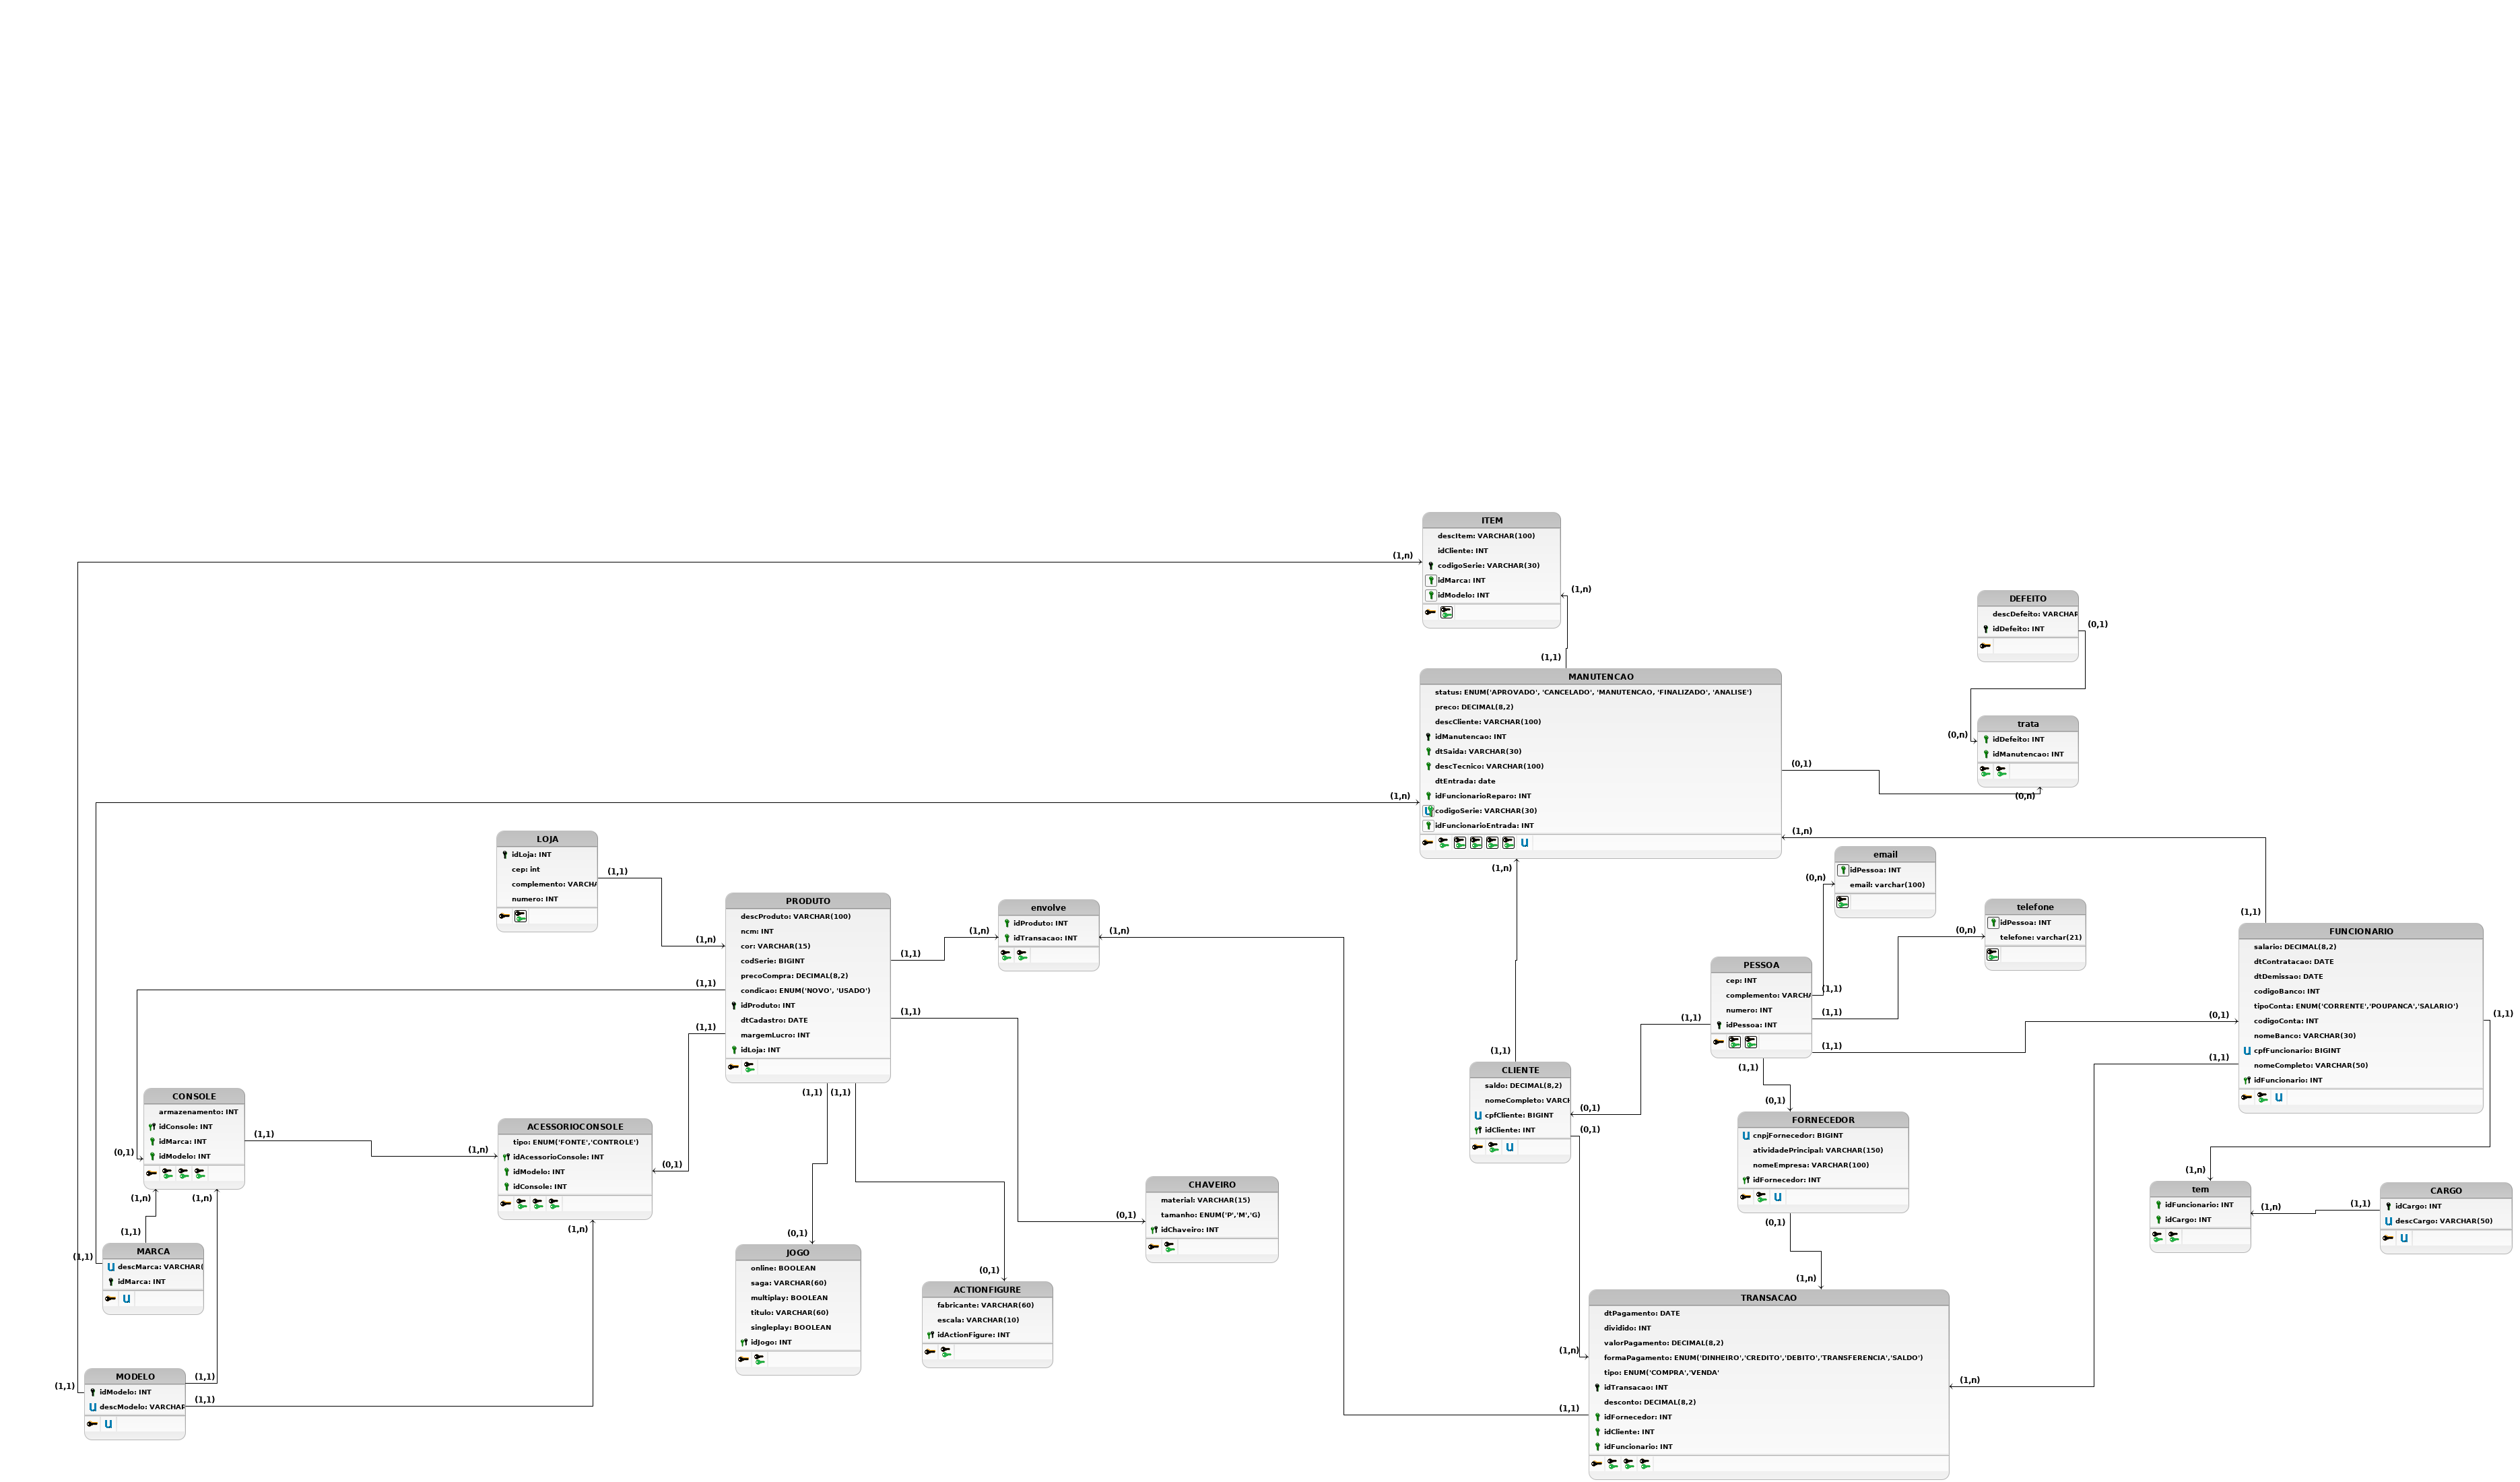 ITEM
descItem: VARCHAR(100)
idCliente: INT
codigoSerie: VARCHAR(30)
idMarca: INT
idModelo: INT
(1,n)
(1,n)
(1,1)
DEFEITO
descDefeito: VARCHAR
idDefeito: INT
(0,1)
trata
idDefeito: INT
idManutencao: INT
(0,n)
(0,n)
MANUTENCAO
status: ENUM('APROVADO', 'CANCELADO', 'MANUTENCAO, 'FINALIZADO', 'ANALISE')
preco: DECIMAL(8,2)
descCliente: VARCHAR(100)
idManutencao: INT
dtSaida: VARCHAR(30)
descTecnico: VARCHAR(100)
dtEntrada: date
idFuncionarioReparo: INT
codigoSerie: VARCHAR(30)
idFuncionarioEntrada: INT
(0,1)
(1,n)
(1,n)
(1,n)
LOJA
idLoja: INT
cep: int
complemento: VARCHA
numero: INT
(1,1)
(1,n)
PRODUTO
descProduto: VARCHAR(100)
ncm: INT
cor: VARCHAR(15)
codSerie: BIGINT
precoCompra: DECIMAL(8,2)
condicao: ENUM('NOVO', 'USADO')
idProduto: INT
dtCadastro: DATE
margemLucro: INT
idLoja: INT
(1,1)
(1,1)
(1,1)
(1,1)
(1,1)
(1,1)
envolve
idProduto: INT
idTransacao: INT
(1,n)
(1,n)
email
idPessoa: INT
email: varchar(100)
(0,n)
telefone
idPessoa: INT
telefone: varchar(21)
(0,n)
PESSOA
cep: INT
complemento: VARCHA
numero: INT
idPessoa: INT
(1,1)
(1,1)
(1,1)
(1,1)
(1,1)
FUNCIONARIO
salario: DECIMAL(8,2)
dtContratacao: DATE
dtDemissao: DATE
codigoBanco: INT
tipoConta: ENUM('CORRENTE','POUPANCA','SALARIO')
codigoConta: INT
nomeBanco: VARCHAR(30)
cpfFuncionario: BIGINT
nomeCompleto: VARCHAR(50)
idFuncionario: INT
(1,1)
(0,1)
(1,1)
(1,1)
CLIENTE
saldo: DECIMAL(8,2)
nomeCompleto: VARCH
cpfCliente: BIGINT
idCliente: INT
(1,1)
(0,1)
(0,1)
FORNECEDOR
cnpjFornecedor: BIGINT
atividadePrincipal: VARCHAR(150)
nomeEmpresa: VARCHAR(100)
idFornecedor: INT
(0,1)
(0,1)
CONSOLE
armazenamento: INT
idConsole: INT
idMarca: INT
idModelo: INT
(0,1)
(1,1)
(1,n)
(1,n)
ACESSORIOCONSOLE
tipo: ENUM('FONTE','CONTROLE')
idAcessorioConsole: INT
idModelo: INT
idConsole: INT
(1,n)
(0,1)
(1,n)
CHAVEIRO
material: VARCHAR(15)
tamanho: ENUM('P','M','G)
idChaveiro: INT
(0,1)
tem
idFuncionario: INT
idCargo: INT
(1,n)
(1,n)
CARGO
idCargo: INT
descCargo: VARCHAR(50)
(1,1)
MARCA
descMarca: VARCHAR(
idMarca: INT
(1,1)
(1,1)
JOGO
online: BOOLEAN
saga: VARCHAR(60)
multiplay: BOOLEAN
titulo: VARCHAR(60)
singleplay: BOOLEAN
idJogo: INT
(0,1)
ACTIONFIGURE
fabricante: VARCHAR(60)
escala: VARCHAR(10)
idActionFigure: INT
(0,1)
TRANSACAO
dtPagamento: DATE
dividido: INT
valorPagamento: DECIMAL(8,2)
formaPagamento: ENUM('DINHEIRO','CREDITO','DEBITO','TRANSFERENCIA','SALDO')
tipo: ENUM('COMPRA','VENDA'
idTransacao: INT
desconto: DECIMAL(8,2)
idFornecedor: INT
idCliente: INT
idFuncionario: INT
(1,n)
(1,n)
(1,n)
(1,1)
MODELO
idModelo: INT
descModelo: VARCHAR
(1,1)
(1,1)
(1,1)